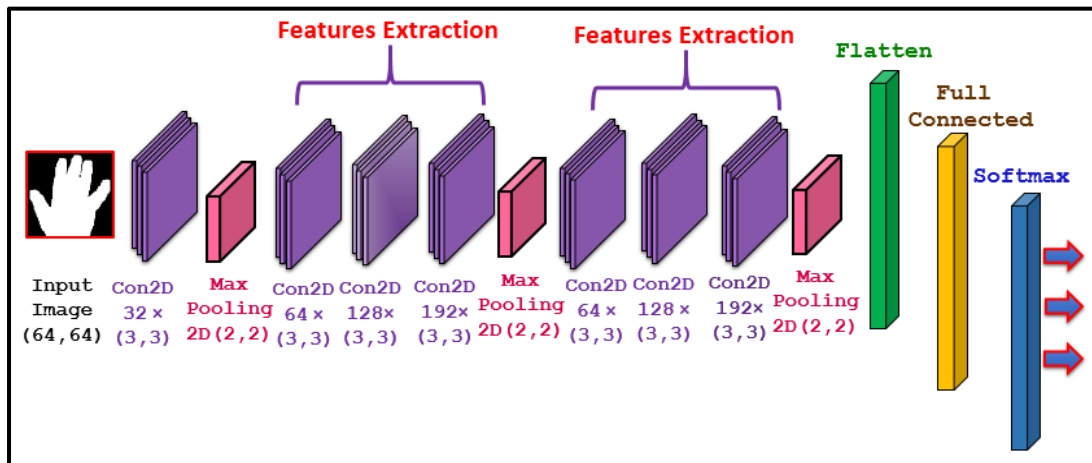 Features Extraction
Features Extraction
Flatten
Full
Connected
Softmax
Input
Image
(64,64)
Con2D
32 ×
(3,3)
Max
Pooling
2D(2,2)
Con2D
64×
(3,3)
Con2D
128×
(3,3)
Con2D
192×
(3,3)
Max
Pooling
2D(2,2)
Con2D
64×
(3,3)
Con2D
128 ×
(3,3)
Con2D
192×
(3,3)
Max
Pooling
2D(2,2)